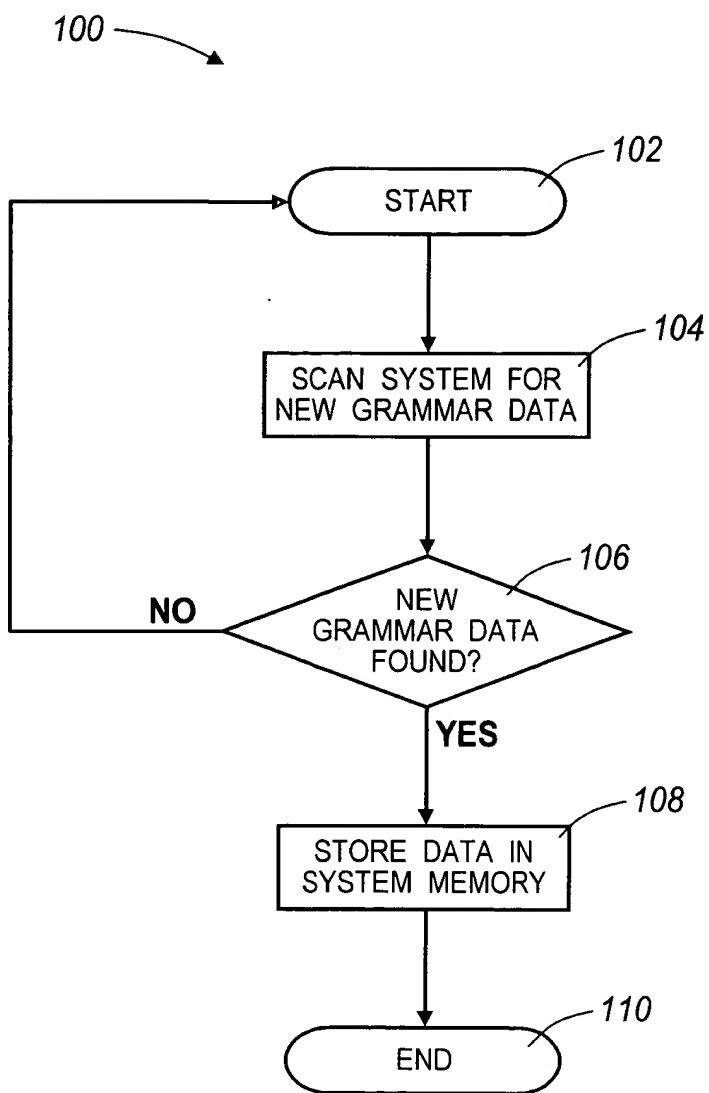 100
102
START
104
SCAN SYSTEM FOR
NEW GRAMMAR DATA
106
NEW
GRAMMAR DATA
FOUND?
NO
YES
108
STORE DATA IN
SYSTEM MEMORY
110
END